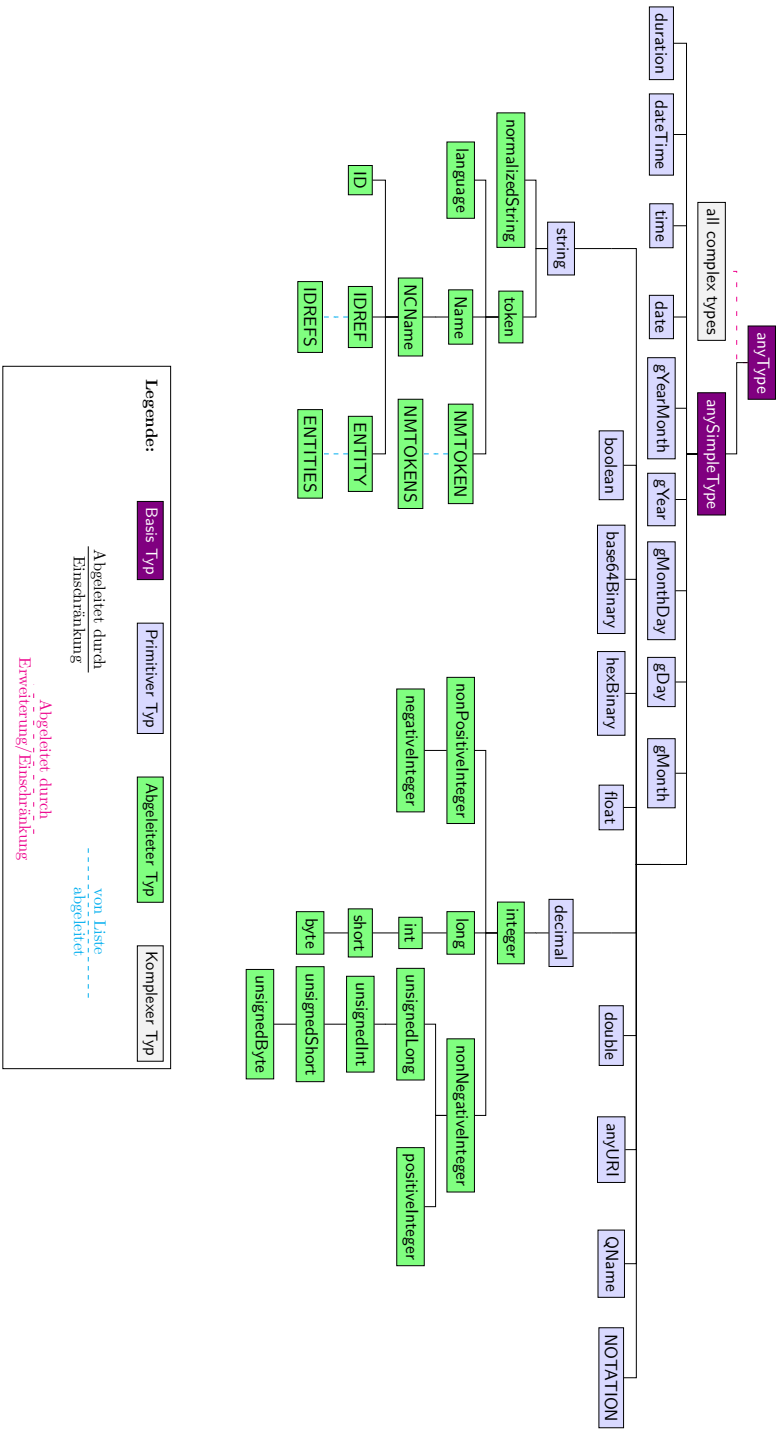 anyType
all complex types
anySimpleType
duration
dateTime
time
date
gYearMonth
gYear
gMonthDay
gDay
gMonth
boolean
base64Binary
hexBinary
float
double
anyURI
QName
NOTATION
string
decimal
normalizedString
token
integer
language
Name
NMTOKEN
nonPositiveInteger
long
nonNegativeInteger
NCName
NMTOKENS
negativeInteger
int
unsignedLong
positiveInteger
ID
IDREF
ENTITY
short
unsignedInt
IDREFS
ENTITIES
byte
unsignedShort
unsignedByte
Legende:
Basis Typ
Primitiver Typ
Abgeleiteter Typ
Komplexer Typ
Abgeleitet durch
Einschränkung
von Liste
abgeleitet
Abgeleitet durch
Erweiterung/Einschränkung